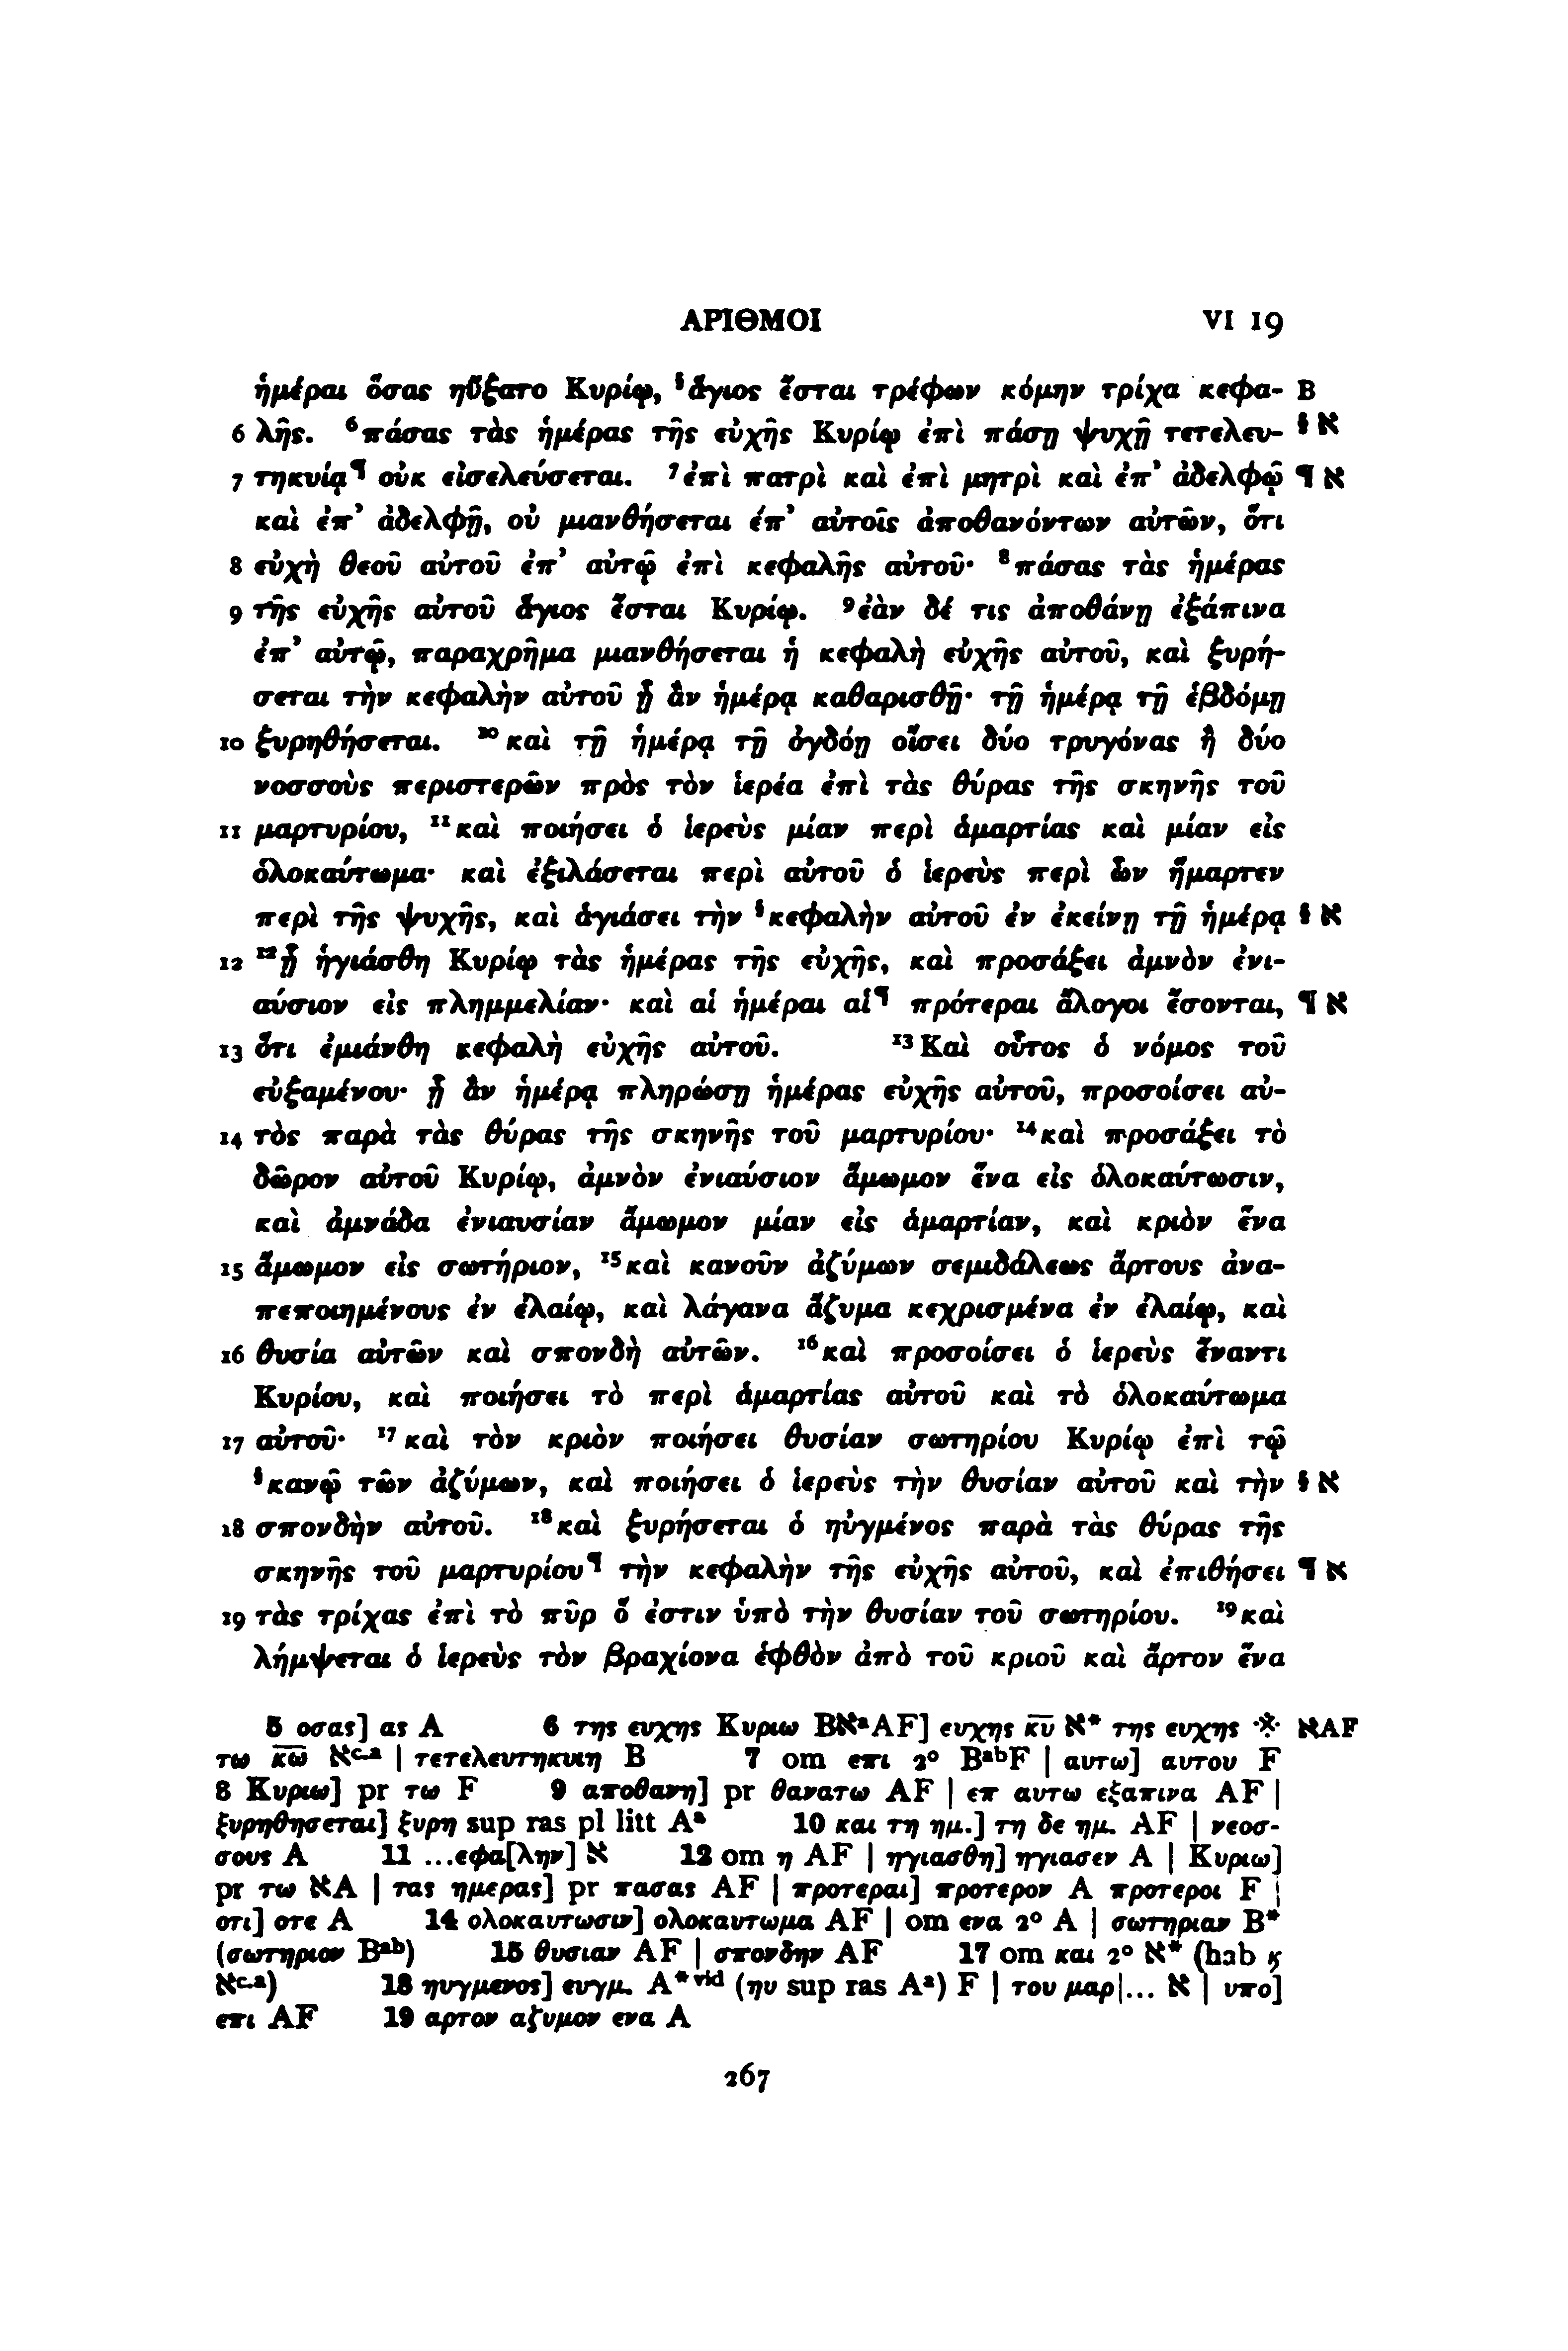 ΑΡΙΘΜΟΙ VI 19
ἡμέραι ὅσας ηὔξατο Κυρίῳ, §ἅγιος ἔσται τρέφων κόμην τρίχα κεφα- B
6 λῆς. ⁶πάσας τὰς ἡμέρας τῆς εὐχῆς Κυρίῳ ἐπὶ πάσῃ ψυχῇ τετελευ- § א
7 τηκυίᾳ¶ οὐκ εἰσελεύσεται. ⁷ἐπὶ πατρὶ καὶ ἐπὶ μητρὶ καὶ ἐπ’ ἀδελφῷ ¶ א
καὶ ἐπ’ ἀδελφῇ, οὐ μιανθήσεται ἐπ’ αὐτοῖς ἀποθανόντων αὐτῶν, ὅτι
8 εὐχὴ θεοῦ αὐτοῦ ἐπ’ αὐτῷ ἐπὶ κεφαλῆς αὐτοῦ· ⁸πάσας τὰς ἡμέρας
9 τῆς εὐχῆς αὐτοῦ ἅγιος ἔσται Κυρίῳ. ⁹ἐὰν δέ τις ἀποθάνῃ ἐξάπινα
ἐπ’ αὐτῷ, παραχρῆμα μιανθήσεται ἡ κεφαλὴ εὐχῆς αὐτοῦ, καὶ ξυρή-
σεται τὴν κεφαλὴν αὐτοῦ ᾗ ἂν ἡμέρᾳ καθαρισθῇ· τῇ ἡμέρᾳ τῇ ἑβδόμῃ
10 ξυρηθήσεται. ¹⁰καὶ τῇ ἡμέρᾳ τῇ ὀγδόῃ οἴσει δύο τρυγόνας ἢ δύο
νοσσοὺς περιστερῶν πρὸς τὸν ἱερέα ἐπὶ τὰς θύρας τῆς σκηνῆς τοῦ
11 μαρτυρίου, ¹¹καὶ ποιήσει ὁ ἱερεὺς μίαν περὶ ἁμαρτίας καὶ μίαν εἰς
ὁλοκαύτωμα· καὶ ἐξιλάσεται περὶ αὐτοῦ ὁ ἱερεὺς περὶ ὧν ἥμαρτεν
περὶ τῆς ψυχῆς, καὶ ἁγιάσει τὴν §κεφαλὴν αὐτοῦ ἐν ἐκείνῃ τῇ ἡμέρᾳ § א
12 ¹²ᾗ ἡγιάσθη Κυρίῳ τὰς ἡμέρας τῆς εὐχῆς, καὶ προσάξει ἀμνὸν ἐνι-
αύσιον εἰς πλημμελίαν· καὶ αἱ ἡμέραι αἱ¶ πρότεραι ἄλογοι ἔσονται, ¶ א
13 ὅτι ἐμιάνθη κεφαλὴ εὐχῆς αὐτοῦ. ¹³Καὶ οὗτος ὁ νόμος τοῦ
εὐξαμένου· ᾗ ἂν ἡμέρᾳ πληρώσῃ ἡμέρας εὐχῆς αὐτοῦ, προσοίσει αὐ-
14 τὸς παρὰ τὰς θύρας τῆς σκηνῆς τοῦ μαρτυρίου· ¹⁴καὶ προσάξει τὸ
δῶρον αὐτοῦ Κυρίῳ, ἀμνὸν ἐνιαύσιον ἄμωμον ἕνα εἰς ὁλοκαύτωσιν,
καὶ ἀμνάδα ἐνιαυσίαν ἄμωμον μίαν εἰς ἁμαρτίαν, καὶ κριὸν ἕνα
15 ἄμωμον εἰς σωτήριον, ¹⁵καὶ κανοῦν ἀζύμων σεμιδάλεως ἄρτους ἀνα-
πεποιημένους ἐν ἐλαίῳ, καὶ λάγανα ἄζυμα κεχρισμένα ἐν ἐλαίῳ, καὶ
16 θυσία αὐτῶν καὶ σπονδὴ αὐτῶν. ¹⁶καὶ προσοίσει ὁ ἱερεὺς ἔναντι
Κυρίου, καὶ ποιήσει τὸ περὶ ἁμαρτίας αὐτοῦ καὶ τὸ ὁλοκαύτωμα
17 αὐτοῦ· ¹⁷καὶ τὸν κριὸν ποιήσει θυσίαν σωτηρίου Κυρίῳ ἐπὶ τῷ
§κανῷ τῶν ἀζύμων, καὶ ποιήσει ὁ ἱερεὺς τὴν θυσίαν αὐτοῦ καὶ τὴν § א
18 σπονδὴν αὐτοῦ. ¹⁸καὶ ξυρήσεται ὁ ηὐγμένος παρὰ τὰς θύρας τῆς
σκηνῆς τοῦ μαρτυρίου¶ τὴν κεφαλὴν τῆς εὐχῆς αὐτοῦ, καὶ ἐπιθήσει ¶ א
19 τὰς τρίχας ἐπὶ τὸ πῦρ ὅ ἐστιν ὑπὸ τὴν θυσίαν τοῦ σωτηρίου. ¹⁹καὶ
λήμψεται ὁ ἱερεὺς τὸν βραχίονα ἑφθὸν ἀπὸ τοῦ κριοῦ καὶ ἄρτον ἕνα
5 οσας] ας A 6 της ευχης Κυριω Bאᵃ AF] ευχης κ̅υ̅ א* της ευχης ※ אAF
τω κ̅ω̅ אᶜ·ᵃ | τετελευτηκυιη B 7 om επι 2° BᵃᵇF | αυτω] αυτου F
8 Κυριω] pr τω F 9 αποθανη] pr θανατω AF | επ αυτω εξαπινα AF |
ξυρηθησεται] ξυρη sup ras pl litt Aᵃ 10 και τη ημ.] τη δε ημ. AF | νεοσ-
σους A 11 ...εφα[λην] א 12 om η AF | ηγιασθη] ηγιασεν A | Κυριω]
pr τω אA | τας ημερας] pr πασας AF | προτεραι] προτερον A προτεροι F |
οτι] οτε A 14 ολοκαυτωσιν] ολοκαυτωμα AF | om ενα 2° A | σωτηριαν B*
(σωτηριον Bᵃᵇ) 15 θυσιαν AF | σπονδην AF 17 om και 2° א* (hab ϗ
אᶜ·ᵃ) 18 ηυγμενος] ευγμ. A*ᵛⁱᵈ (ηυ sup ras Aᵃ) F | του μαρ|... א | υπο]
επι AF 19 αρτον αζυμον ενα A
267